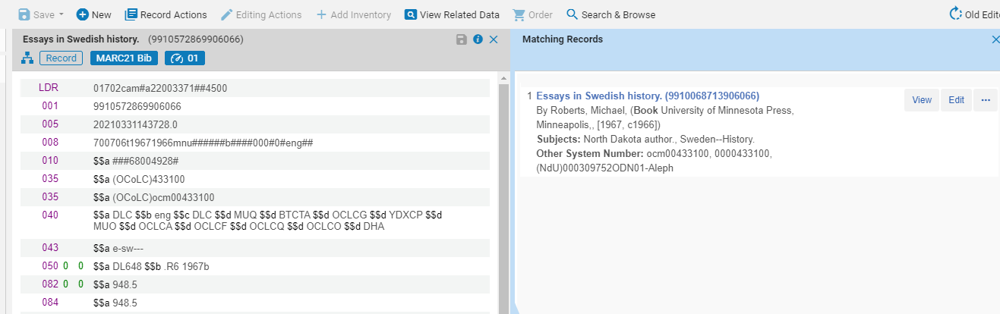 Save New Record Actions Editing Actions Add Inventory View Related Data Order Search & Browse
Essays in Swedish history. (9910572869906066)
Record MARC21 Bib 01
LDR 01702cam#a22003371##4500
001 9910572869906066
005 20210331143728.0
008 700706t19671966mnu######b####000#0#eng##
010 $$a ###68004928#
035 $$a (OCoLC)433100
035 $$a (OCoLC)ocm00433100
040 $$a DLC $$b eng $$c DLC $$d MUQ $$d BTCTA $$d OCLCG $$d YDXCP $$d
MUO $$d OCLCA $$d OCLCF $$d OCLCQ $$d OCLCO $$d DHA
043 $$a e-sw---
050 0 0 $$a DL648 $$b .R6 1967b
082 0 0 $$a 948.5
084 $$a 948.5
Matching Records
1 Essays in Swedish history. (9910068713906066)
By Roberts, Michael, (Book University of Minnesota Press,
Minneapolis,, [1967, c1966])
Subjects: North Dakota author., Sweden--History.
Other System Number: ocm00433100, 0000433100,
(NdU)000309752ODN01-Aleph
View Edit ...